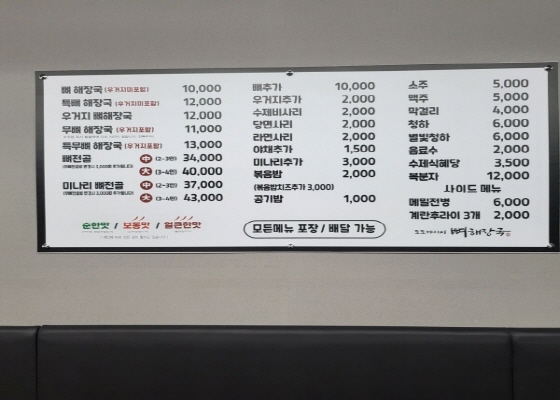 뼈 해장국 (우거지미포함) 10,000
특뼈 해장국 (우거지미포함) 12,000
우거지 뼈해장국 12,000
무뼈 해장국 (우거지포함) 11,000
특무뼈 해장국 (우거지포함) 13,000
뼈전골 中 (2~3인) 34,000
大 (3~4인) 40,000
미나리 뼈전골 中 (2~3인) 37,000
大 (3~4인) 43,000
순한맛 / 보통맛 / 얼큰한맛
뼈추가 10,000
우거지추가 2,000
수제비사리 2,000
당면사리 2,000
라면사리 2,000
야채추가 1,500
미나리추가 3,000
볶음밥 2,000
(볶음밥치즈추가 3,000)
공기밥 1,000
모든메뉴 포장 / 배달 가능
소주 5,000
맥주 5,000
막걸리 4,000
청하 6,000
별빛청하 6,000
음료수 2,000
수제식혜당 3,500
복분자 12,000
사이드 메뉴
메밀전병 6,000
계란후라이 3개 2,000
뼈해장국